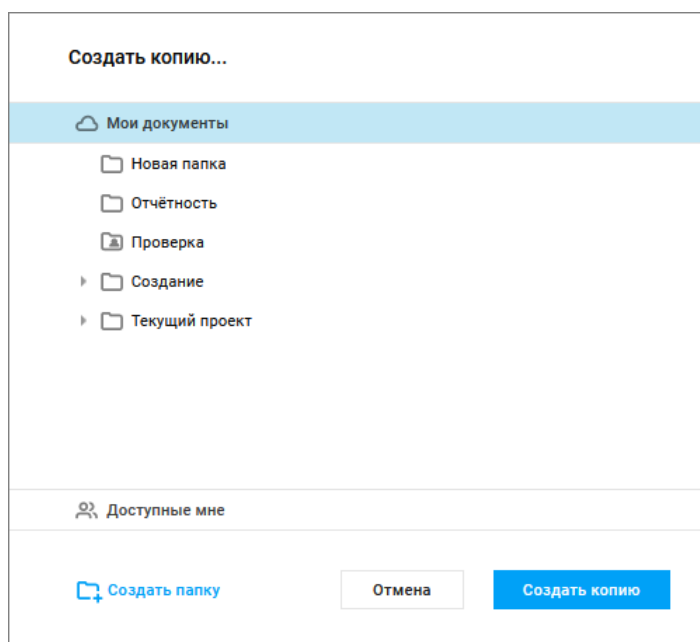 Создать копию...
Мои документы
Новая папка
Отчётность
Проверка
Создание
Текущий проект
Доступные мне
Создать папку
Отмена
Создать копию